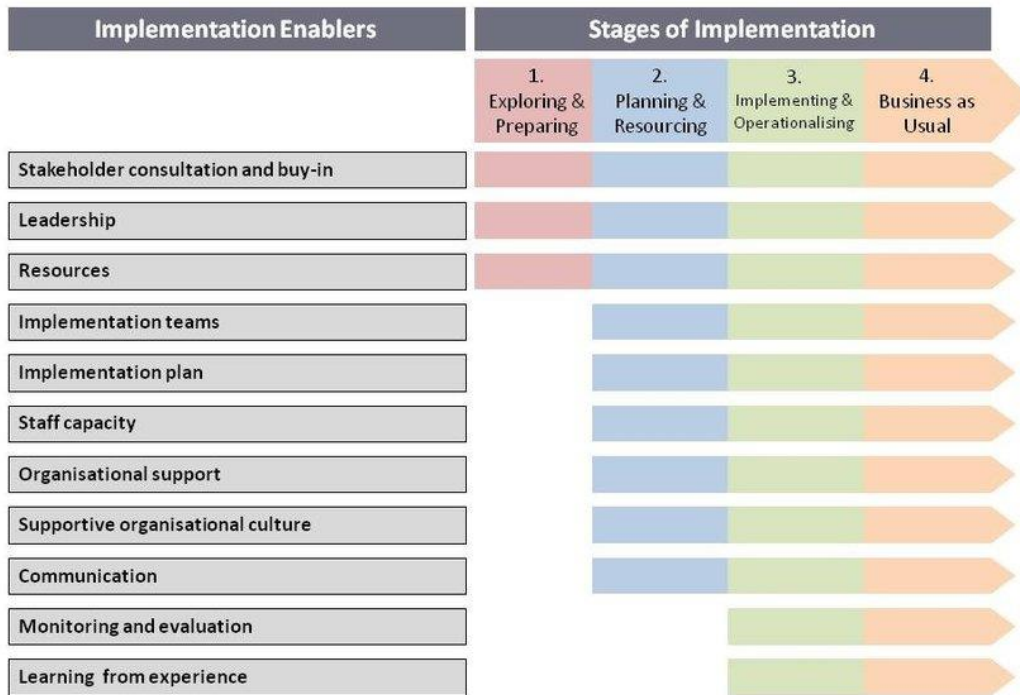 Implementation Enablers
Stages of Implementation
1.
Exploring &
Preparing
2.
Planning &
Resourcing
3.
Implementing &
Operationalising
4.
Business as
Usual
Stakeholder consultation and buy-in
Leadership
Resources
Implementation teams
Implementation plan
Staff capacity
Organisational support
Supportive organisational culture
Communication
Monitoring and evaluation
Learning from experience